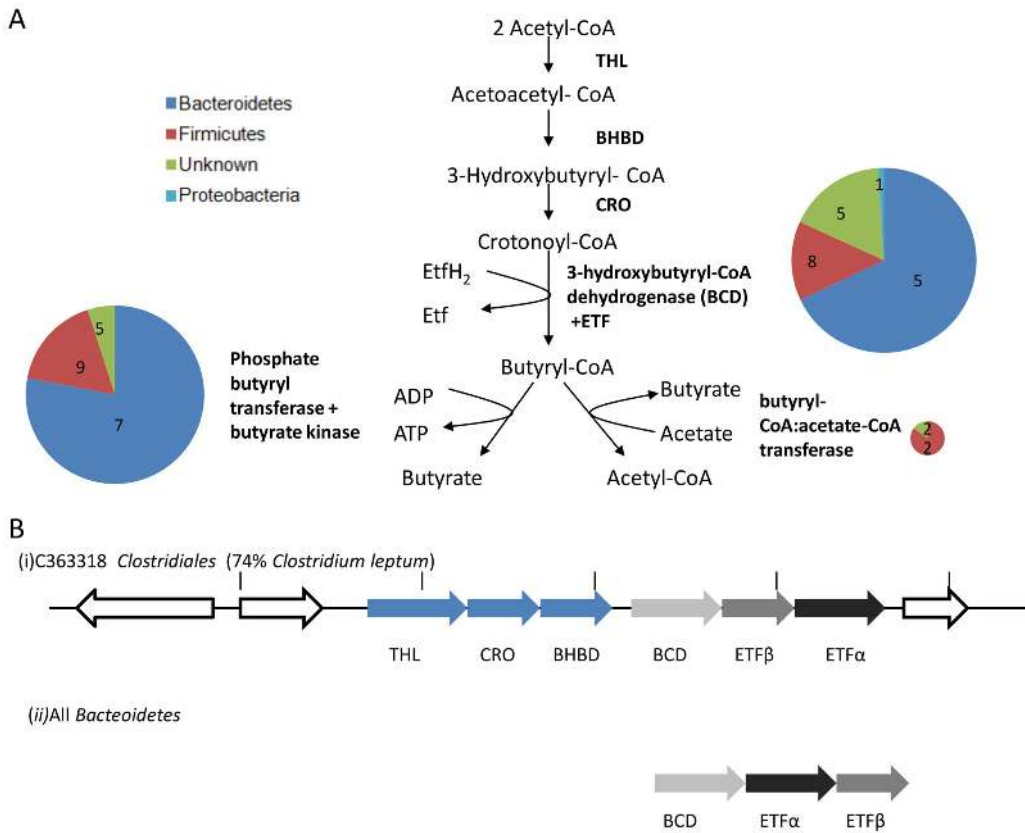 A
2 Acetyl-CoA
THL
Acetoacetyl- CoA
BHBD
3-Hydroxybutyryl- CoA
CRO
Crotonoyl-CoA
EtfH2
Etf
3-hydroxybutyryl-CoA
dehydrogenase (BCD)
+ETF
Butyryl-CoA
ADP
ATP
Butyrate
Butyrate
Acetate
Acetyl-CoA
Bacteroidetes
Firmicutes
Unknown
Proteobacteria
1
5
8
5
5
9
7
Phosphate
butyryl
transferase +
butyrate kinase
butyryl-
CoA:acetate-CoA
transferase
2
2
B
(i)C363318 Clostridiales (74% Clostridium leptum)
THL CRO BHBD BCD ETFβ ETFα
(ii)All Bacteoidetes
BCD ETFα ETFβ